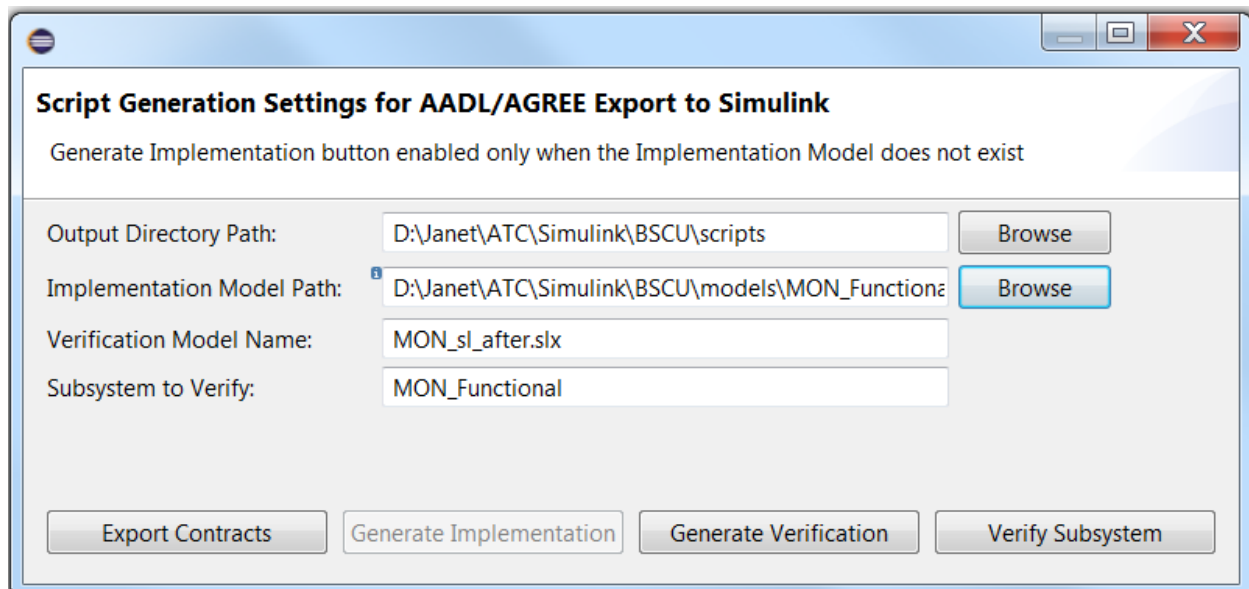 Script Generation Settings for AADL/AGREE Export to Simulink
Generate Implementation button enabled only when the Implementation Model does not exist
Output Directory Path: D:\Janet\ATC\Simulink\BSCU\scripts Browse
Implementation Model Path: D:\Janet\ATC\Simulink\BSCU\models\MON_Functiona Browse
Verification Model Name: MON_sl_after.slx
Subsystem to Verify: MON_Functional
Export Contracts Generate Implementation Generate Verification Verify Subsystem